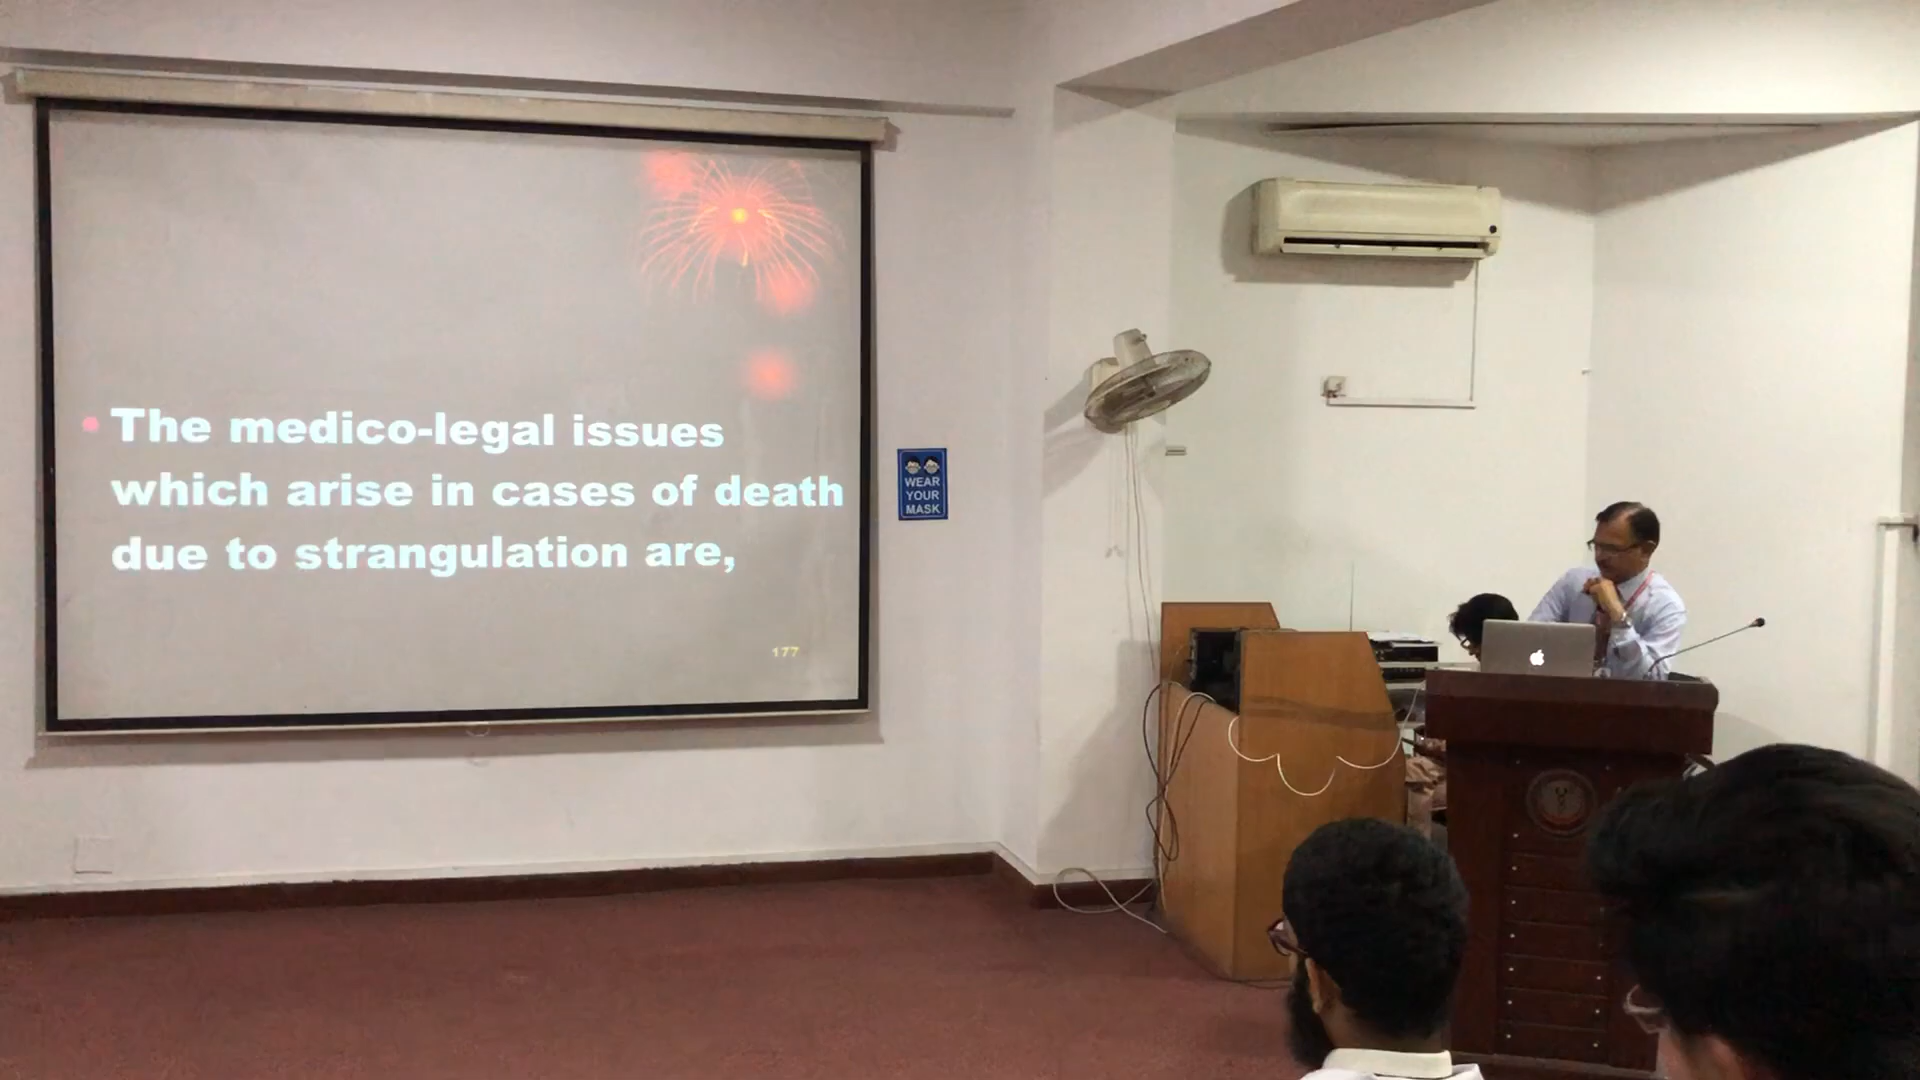 The medico-legal issues
which arise in cases of death
due to strangulation are,
177
WEAR
YOUR
MASK